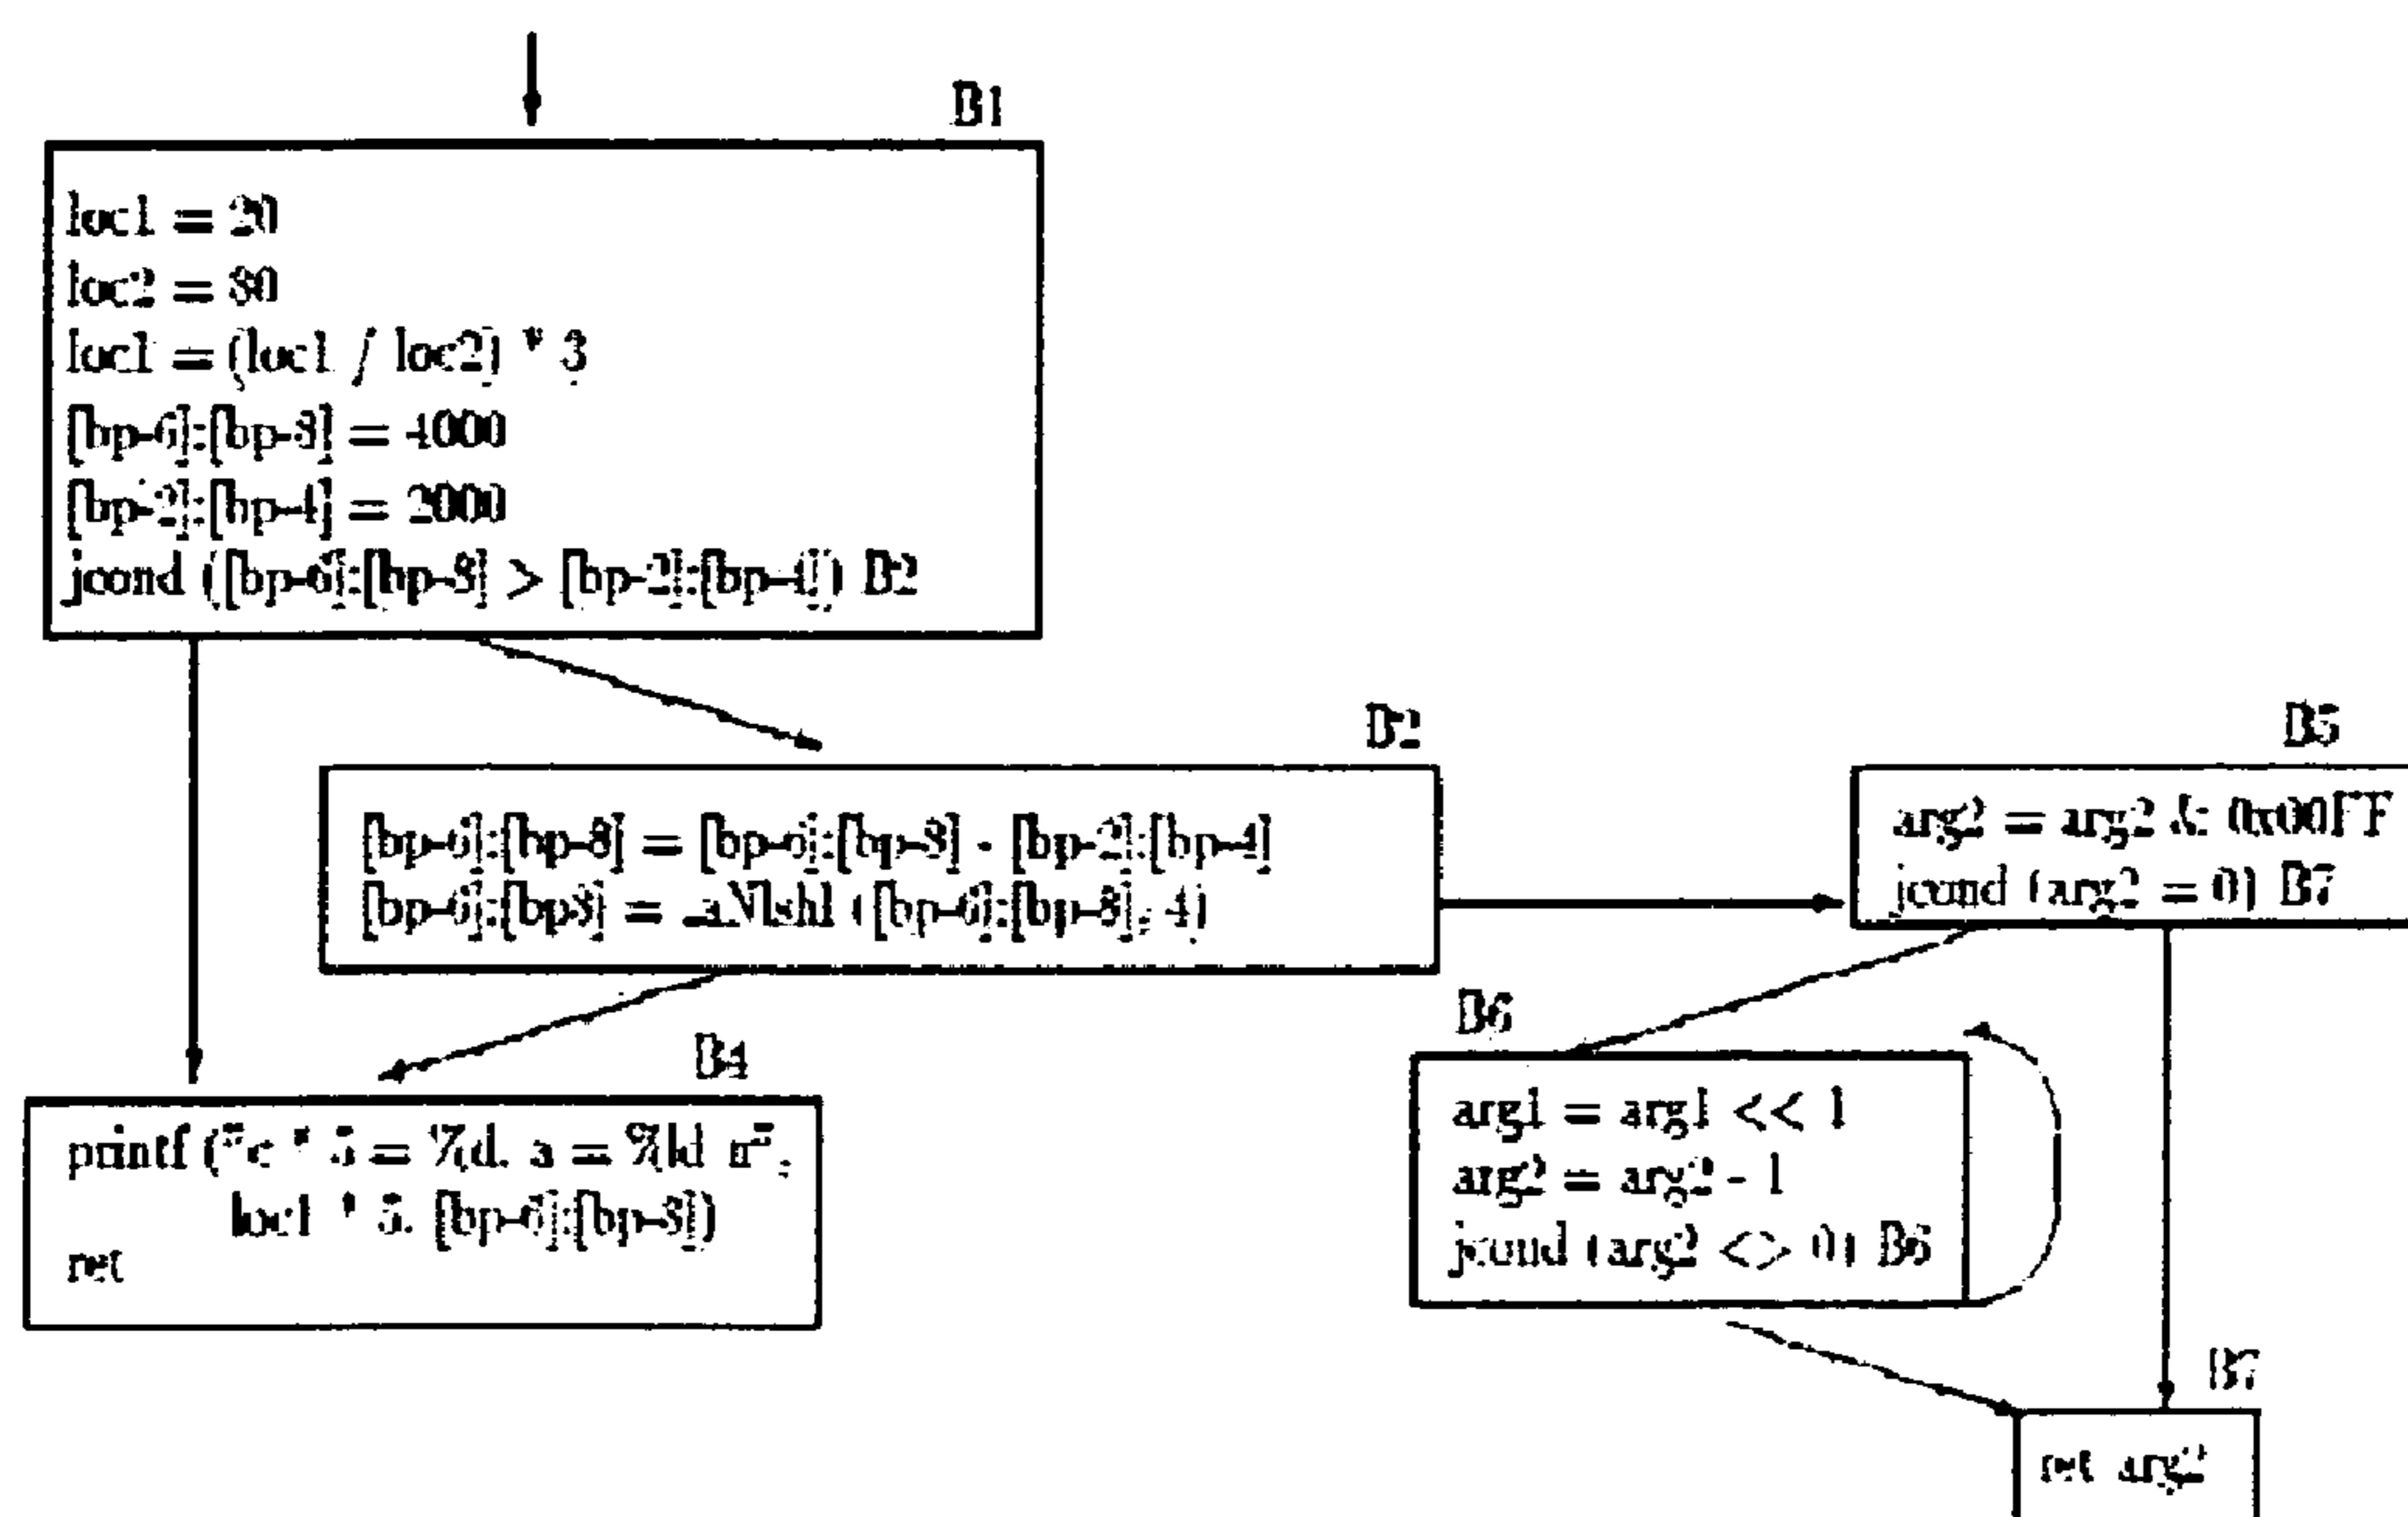 B1
loc1 = 20
loc2 = 80
loc1 = (loc1 / loc2) * 3
[bp-6]:[bp-8] = 4000
[bp-2]:[bp-4] = 2000
jcond ([bp-6]:[bp-8] > [bp-2]:[bp-4]) B2
B2
[bp-6]:[bp-8] = [bp-6]:[bp-8] - [bp-2]:[bp-4]
[bp-6]:[bp8] = _aNlshl ([bp-6]:[bp-8], 4)
B5
arg2 = arg2 & 0x00FF
jcond (arg2 = 0) B7
B4
printf ("c * 5 = %d, a = %ld n",
loc1 * 5, [bp-6]:[bp-8])
ret
B6
arg1 = arg1 << 1
arg2 = arg2 - 1
jcond (arg2 <> 0) B6
B7
ret arg2